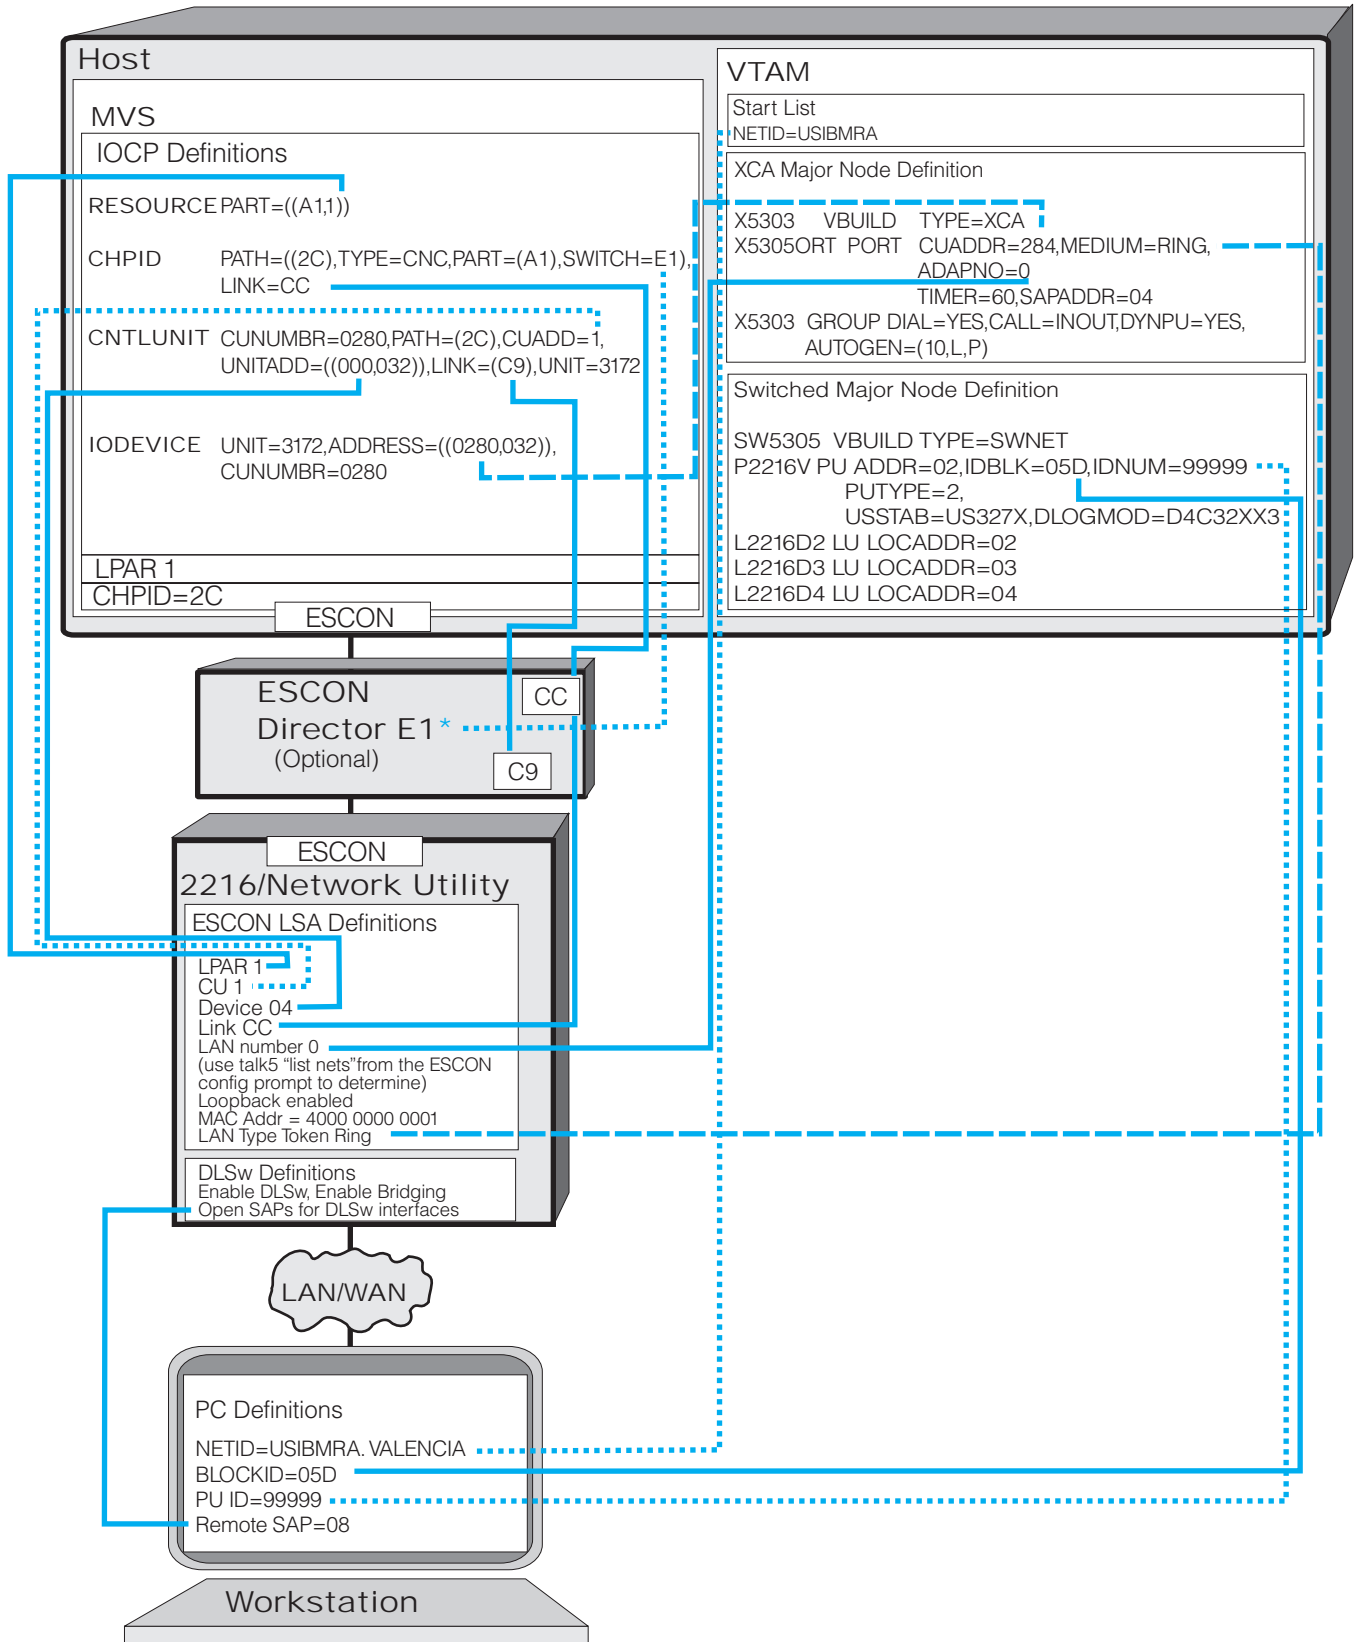 Host
MVS
IOCP Definitions
RESOURCE PART=((A1,1))
CHPID PATH=((2C),TYPE=CNC,PART=(A1),SWITCH=E1),
LINK=CC
CNTLUNIT CUNUMBR=0280,PATH=(2C),CUADD=1,
UNITADD=((000,032)),LINK=(C9),UNIT=3172
IODEVICE UNIT=3172,ADDRESS=((0280,032)),
CUNUMBR=0280
LPAR 1
CHPID=2C
ESCON
VTAM
Start List
NETID=USIBMRA
XCA Major Node Definition
X5303 VBUILD TYPE=XCA
X5305ORT PORT CUADDR=284,MEDIUM=RING,
ADAPNO=0
TIMER=60,SAPADDR=04
X5303 GROUP DIAL=YES,CALL=INOUT,DYNPU=YES,
AUTOGEN=(10,L,P)
Switched Major Node Definition
SW5305 VBUILD TYPE=SWNET
P2216V PU ADDR=02,IDBLK=05D,IDNUM=99999
PUTYPE=2,
USSTAB=US327X,DLOGMOD=D4C32XX3
L2216D2 LU LOCADDR=02
L2216D3 LU LOCADDR=03
L2216D4 LU LOCADDR=04
ESCON
Director E1*
(Optional)
CC
C9
ESCON
2216/Network Utility
ESCON LSA Definitions
LPAR 1
CU 1
Device 04
Link CC
LAN number 0
(use talk5 “list nets”from the ESCON
config prompt to determine)
Loopback enabled
MAC Addr = 4000 0000 0001
LAN Type Token Ring
DLSw Definitions
Enable DLSw, Enable Bridging
Open SAPs for DLSw interfaces
LAN/WAN
PC Definitions
NETID=USIBMRA. VALENCIA
BLOCKID=05D
PU ID=99999
Remote SAP=08
Workstation